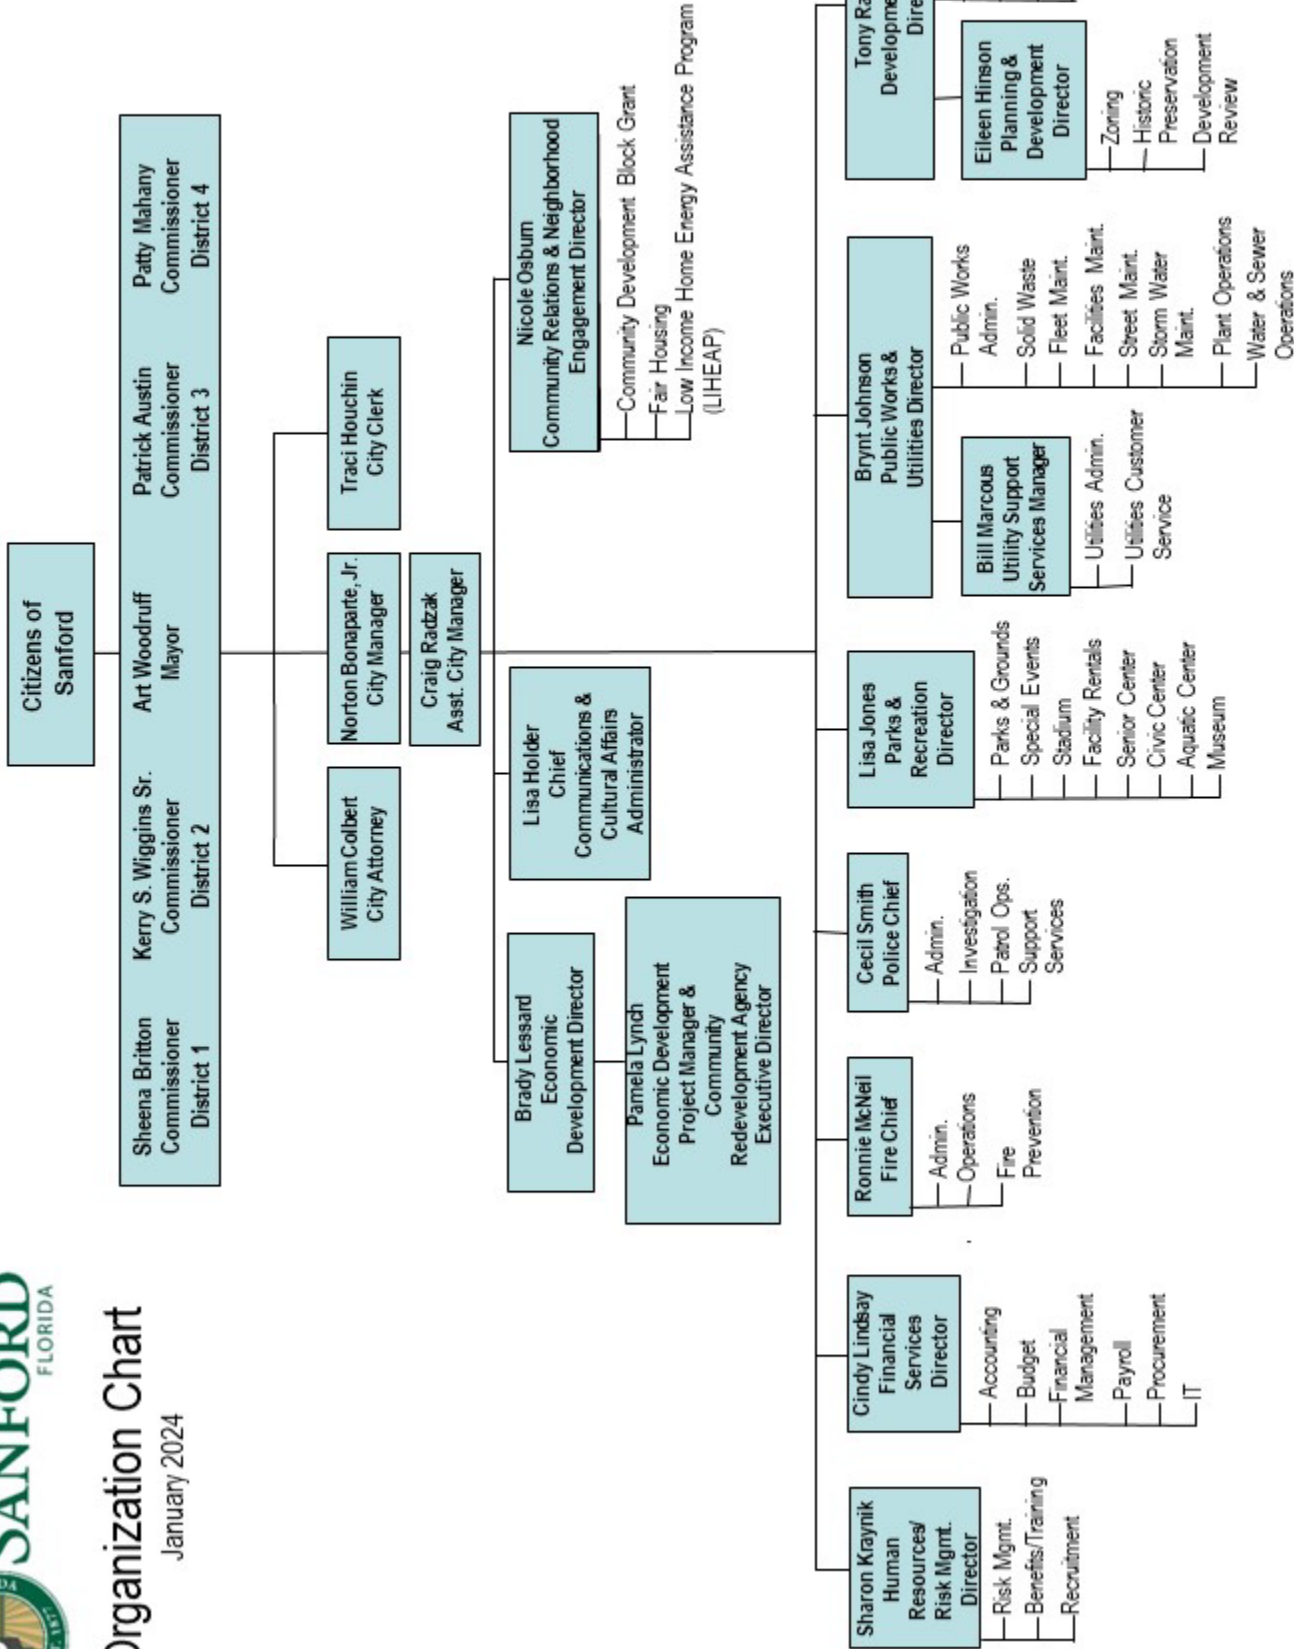 SANFORD
FLORIDA
Organization Chart
January 2024
Citizens of
Sanford
Sheena Britton
Commissioner
District 1
Kerry S. Wiggins Sr.
Commissioner
District 2
Art Woodruff
Mayor
Patrick Austin
Commissioner
District 3
Patty Mahany
Commissioner
District 4
William Colbert
City Attorney
Norton Bonaparte, Jr.
City Manager
Traci Houchin
City Clerk
Craig Radzak
Asst. City Manager
Brady Lessard
Economic
Development Director
Pamela Lynch
Economic Development
Project Manager &
Community
Redevelopment Agency
Executive Director
Lisa Holder
Chief
Communications &
Cultural Affairs
Administrator
Nicole Osburn
Community Relations & Neighborhood
Engagement Director
Community Development Block Grant
Fair Housing
Low Income Home Energy Assistance Program
(LIHEAP)
Sharon Kraynik
Human
Resources/
Risk Mgmt.
Director
Risk Mgmt.
Benefits/Training
Recruitment
Cindy Lindsay
Financial
Services
Director
Accounting
Budget
Financial
Management
Payroll
Procurement
IT
Ronnie McNeil
Fire Chief
Admin.
Operations
Fire
Prevention
Cecil Smith
Police Chief
Admin.
Investigation
Patrol Ops.
Support
Services
Lisa Jones
Parks &
Recreation
Director
Parks & Grounds
Special Events
Stadium
Facility Rentals
Senior Center
Civic Center
Aquatic Center
Museum
Brynt Johnson
Public Works &
Utilities Director
Bill Marcous
Utility Support
Services Manager
Utilities Admin.
Utilities Customer
Service
Public Works
Admin.
Solid Waste
Fleet Maint.
Facilities Maint.
Street Maint.
Storm Water
Maint.
Plant Operations
Water & Sewer
Operations
Tony
Eileen Hinson
Planning &
Development
Director
Zoning
Historic
Preservation
Development
Review